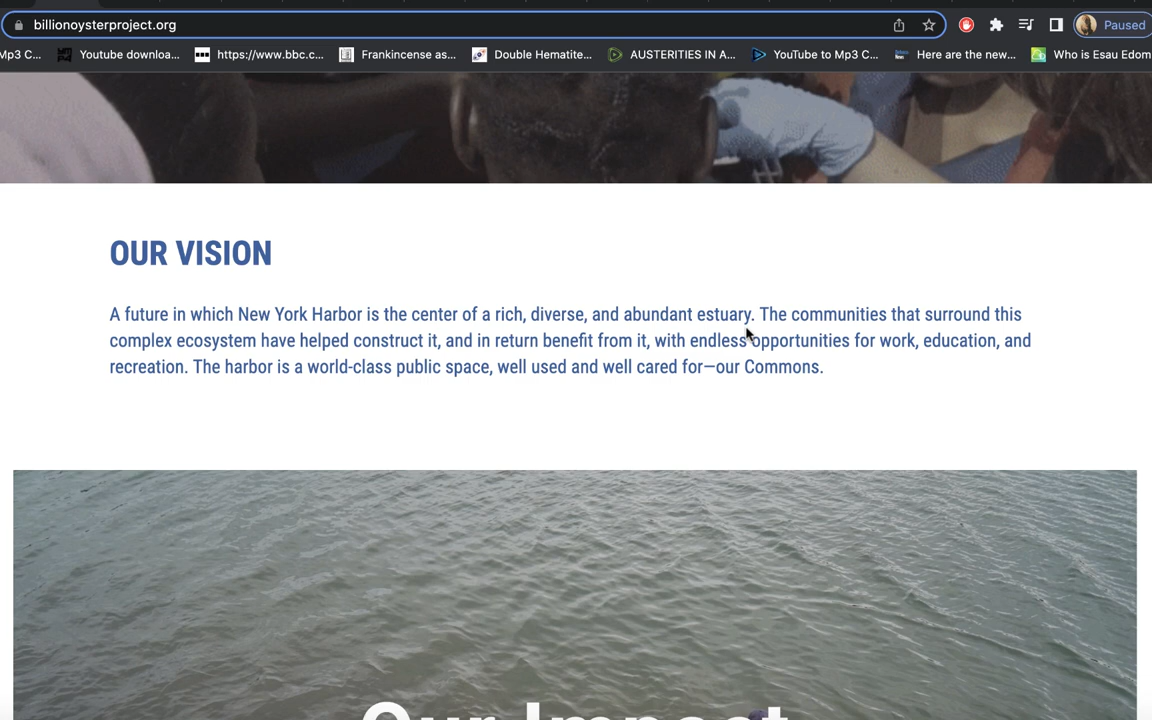 billionoysterproject.org
Paused
Mp3 C...
Youtube downloa...
https://www.bbc.c...
Frankincense as...
Double Hematite...
AUSTERITIES IN A...
YouTube to Mp3 C...
Here are the new...
Who is Esau Edom
OUR VISION
A future in which New York Harbor is the center of a rich, diverse, and abundant estuary. The communities that surround this
complex ecosystem have helped construct it, and in return benefit from it, with endless opportunities for work, education, and
recreation. The harbor is a world-class public space, well used and well cared for—our Commons.
Our Impact